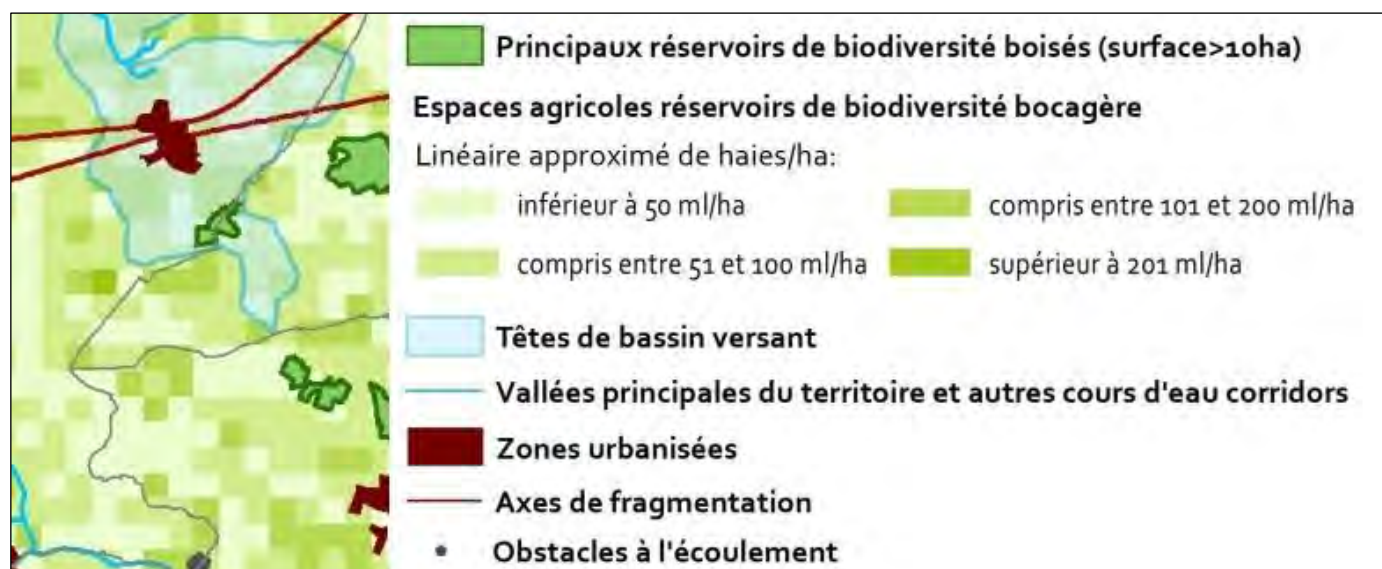 Principaux réservoirs de biodiversité boisés (surface>10ha)
Espaces agricoles réservoirs de biodiversité bocagère
Linéaire approximé de haies/ha:
inférieur à 50 ml/ha
compris entre 101 et 200 ml/ha
compris entre 51 et 100 ml/ha
supérieur à 201 ml/ha
Têtes de bassin versant
Vallées principales du territoire et autres cours d'eau corridors
Zones urbanisées
Axes de fragmentation
Obstacles à l'écoulement